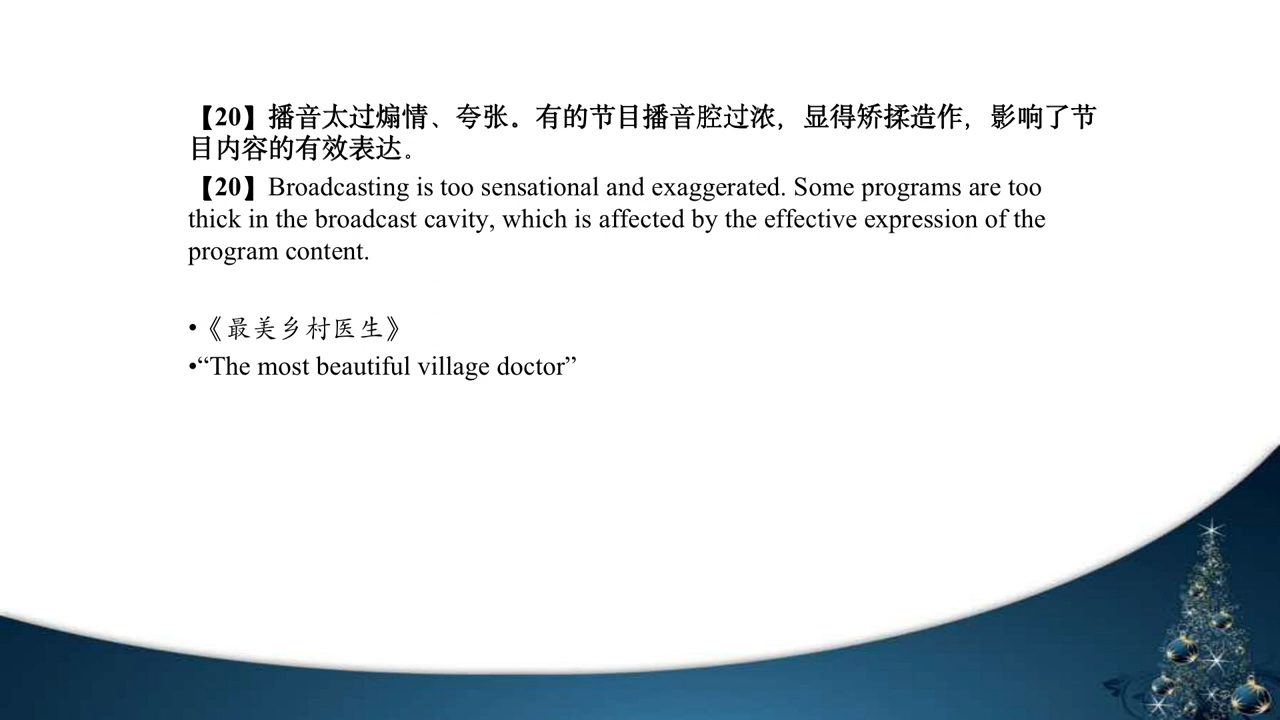 【20】播音太过煽情、夸张。有的节目播音腔过浓，显得矫揉造作，影响了节
目内容的有效表达。
【20】Broadcasting is too sensational and exaggerated. Some programs are too
thick in the broadcast cavity, which is affected by the effective expression of the
program content.
•《最美乡村医生》
•“The most beautiful village doctor”